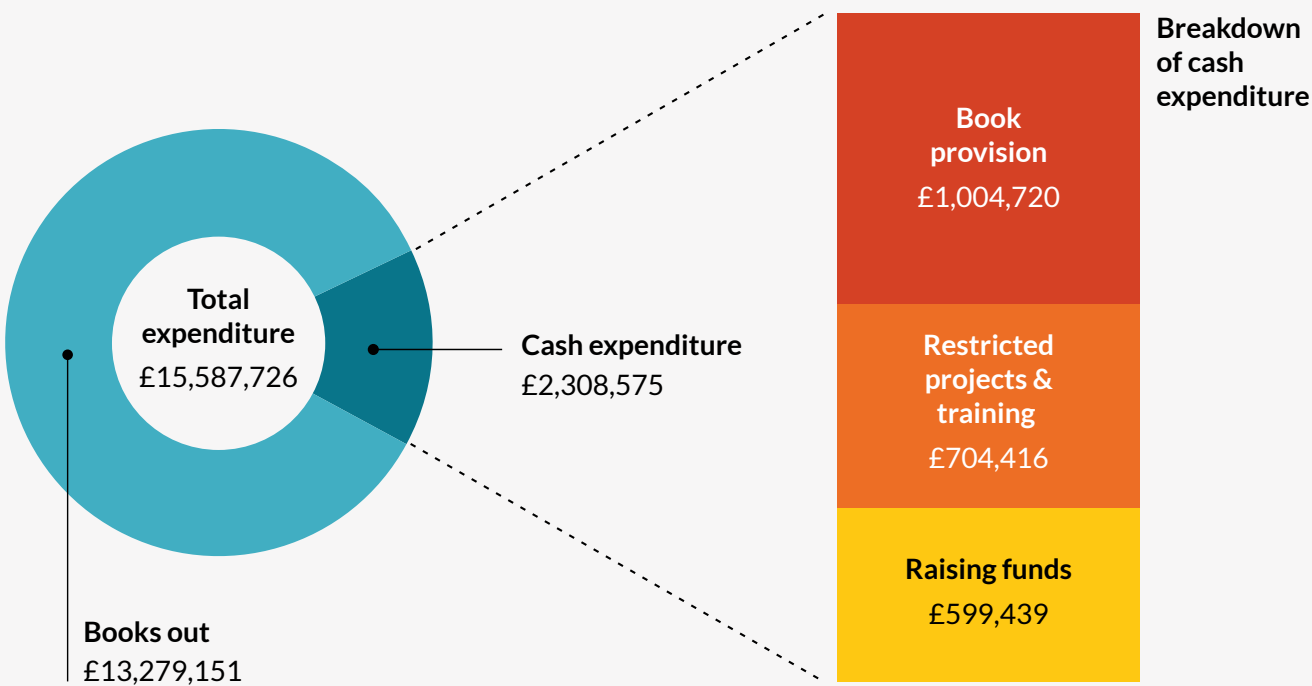 Total
expenditure
£15,587,726
Cash expenditure
£2,308,575
Books out
£13,279,151
Breakdown
of cash
expenditure
Book
provision
£1,004,720
Restricted
projects &
training
£704,416
Raising funds
£599,439